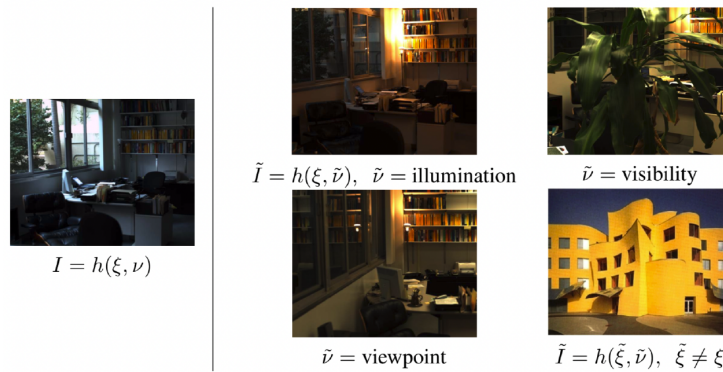 I = h(ξ, ν)
Ĩ = h(ξ, ν̃), ν̃ = illumination
ν̃ = visibility
ν̃ = viewpoint
Ĩ = h(ξ̃, ν̃), ξ̃ ≠ ξ